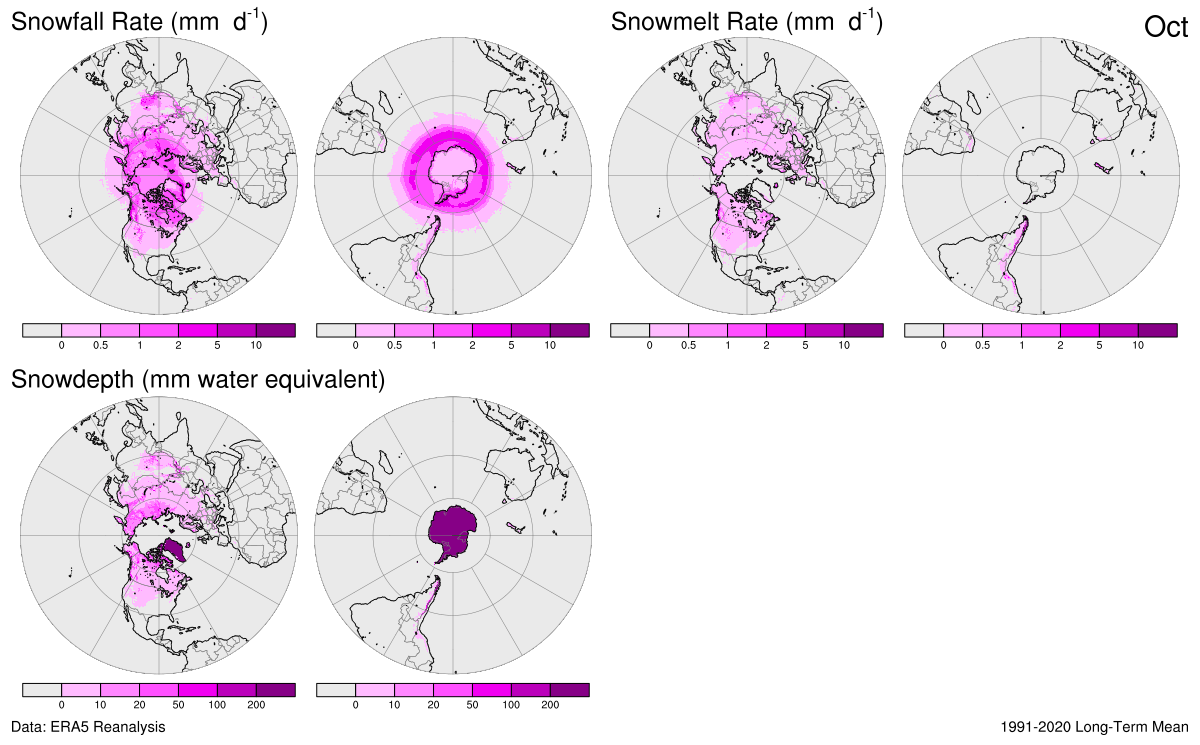 Snowfall Rate (mm d⁻¹)
Snowmelt Rate (mm d⁻¹)
Oct
0 0.5 1 2 5 10
0 0.5 1 2 5 10
0 0.5 1 2 5 10
0 0.5 1 2 5 10
Snowdepth (mm water equivalent)
0 10 20 50 100 200
0 10 20 50 100 200
Data: ERA5 Reanalysis
1991-2020 Long-Term Mean